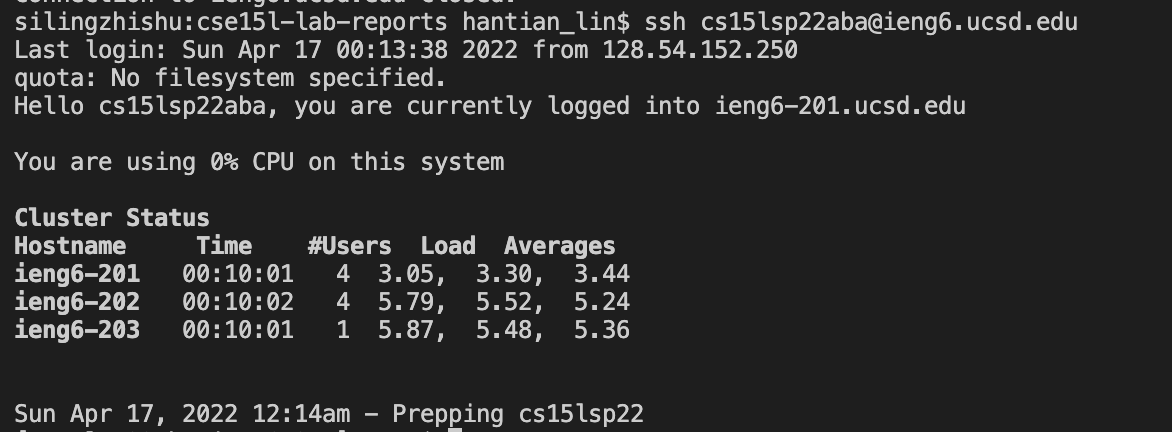 silingzhishu:cse15l-lab-reports hantian_lin$ ssh cs15lsp22aba@ieng6.ucsd.edu
Last login: Sun Apr 17 00:13:38 2022 from 128.54.152.250
quota: No filesystem specified.
Hello cs15lsp22aba, you are currently logged into ieng6-201.ucsd.edu
You are using 0% CPU on this system
Cluster Status
Hostname     Time    #Users  Load  Averages
ieng6-201   00:10:01   4  3.05,  3.30,  3.44
ieng6-202   00:10:02   4  5.79,  5.52,  5.24
ieng6-203   00:10:01   1  5.87,  5.48,  5.36
Sun Apr 17, 2022 12:14am - Prepping cs15lsp22